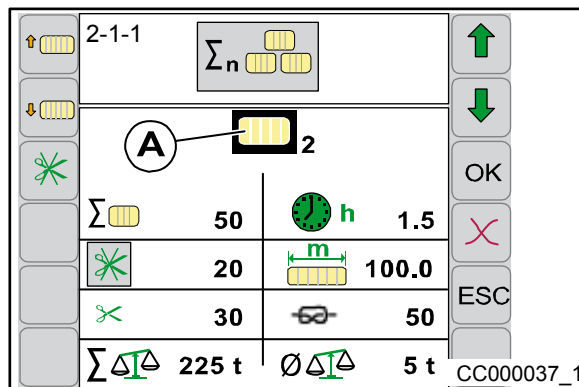 2-1-1
∑n
A
2
∑ 50
h 1.5
20
m 100.0
30
50
∑ 225 t
Ø 5 t
OK
ESC
CC000037_1